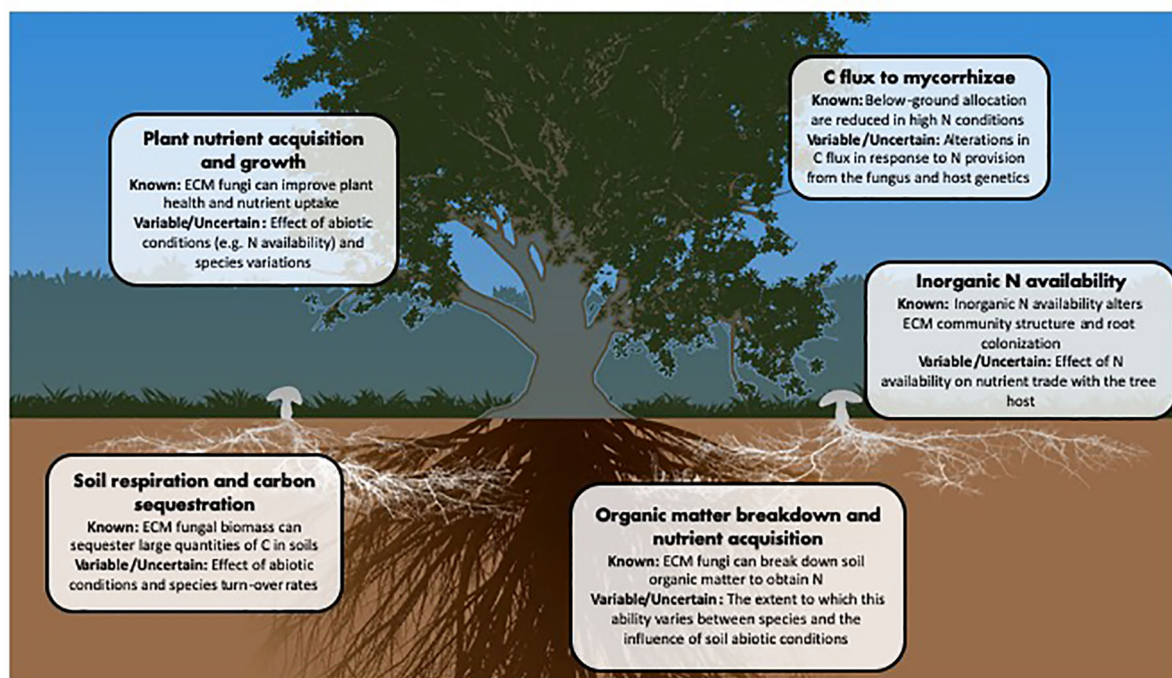 Plant nutrient acquisition
and growth
Known: ECM fungi can improve plant
health and nutrient uptake
Variable/Uncertain: Effect of abiotic
conditions (e.g. N availability) and
species variations
C flux to mycorrhizae
Known: Below-ground allocation
are reduced in high N conditions
Variable/Uncertain: Alterations in
C flux in response to N provision
from the fungus and host genetics
Inorganic N availability
Known: Inorganic N availability alters
ECM community structure and root
colonization
Variable/Uncertain: Effect of N
availability on nutrient trade with the tree
host
Soil respiration and carbon
sequestration
Known: ECM fungal biomass can
sequester large quantities of C in soils
Variable/Uncertain: Effect of abiotic
conditions and species turn-over rates
Organic matter breakdown and
nutrient acquisition
Known: ECM fungi can break down soil
organic matter to obtain N
Variable/Uncertain: The extent to which this
ability varies between species and the
influence of soil abiotic conditions